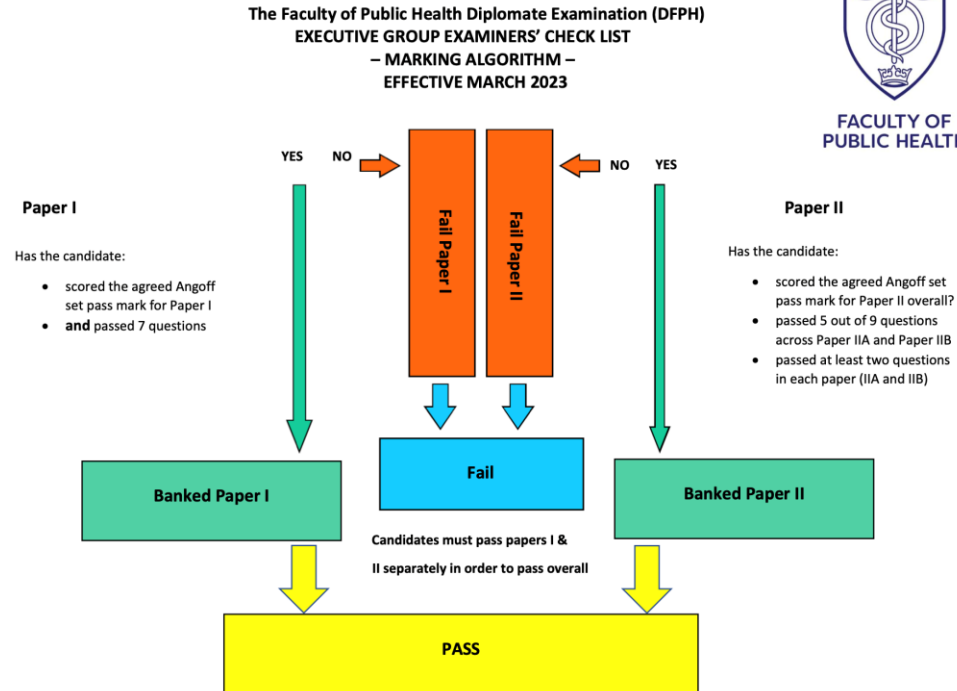 The Faculty of Public Health Diplomate Examination (DFPH)
EXECUTIVE GROUP EXAMINERS' CHECK LIST
– MARKING ALGORITHM –
EFFECTIVE MARCH 2023
FACULTY OF
PUBLIC HEALT
YES NO
NO YES
Paper I
Has the candidate:
• scored the agreed Angoff
set pass mark for Paper I
• and passed 7 questions
Fail Paper I
Fail Paper II
Paper II
Has the candidate:
• scored the agreed Angoff set
pass mark for Paper II overall?
• passed 5 out of 9 questions
across Paper IIA and Paper IIB
• passed at least two questions
in each paper (IIA and IIB)
Banked Paper I
Fail
Banked Paper II
Candidates must pass papers I &
II separately in order to pass overall
PASS